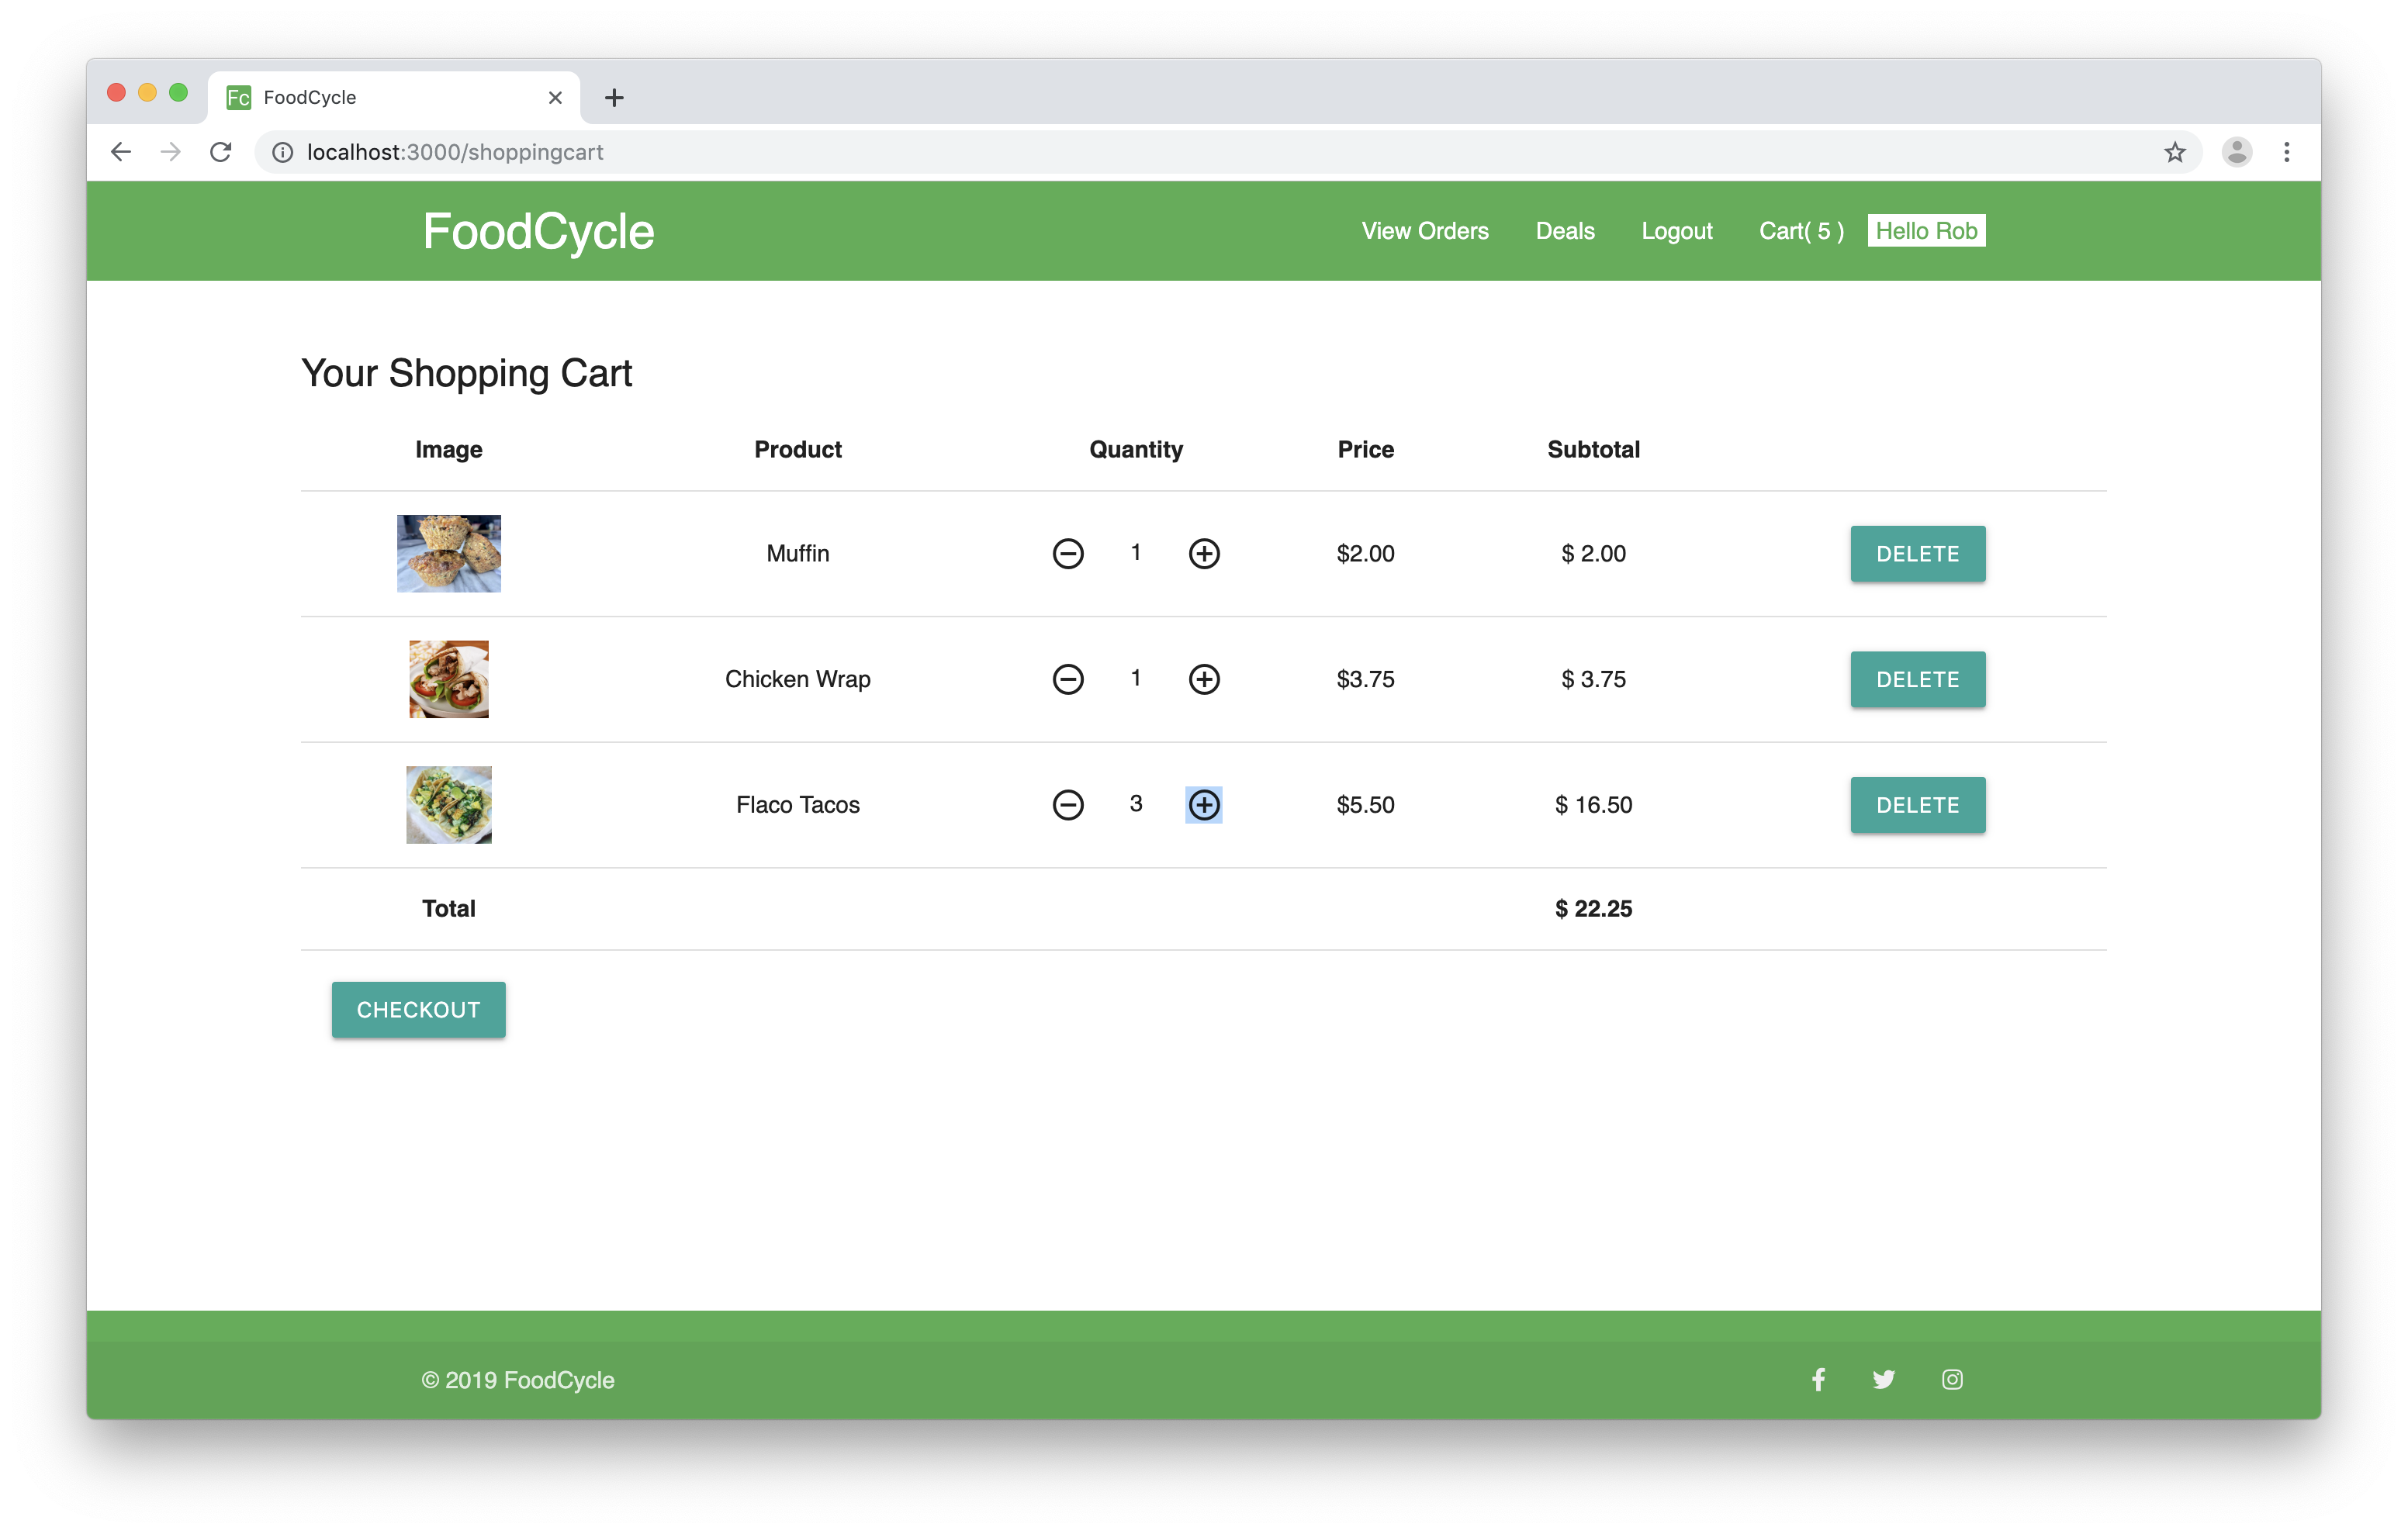 Fc FoodCycle
localhost:3000/shoppingcart
FoodCycle View Orders Deals Logout Cart( 5 ) Hello Rob
Your Shopping Cart
Image Product Quantity Price Subtotal
Muffin 1 $2.00 $ 2.00 DELETE
Chicken Wrap 1 $3.75 $ 3.75 DELETE
Flaco Tacos 3 $5.50 $ 16.50 DELETE
Total $ 22.25
CHECKOUT
© 2019 FoodCycle